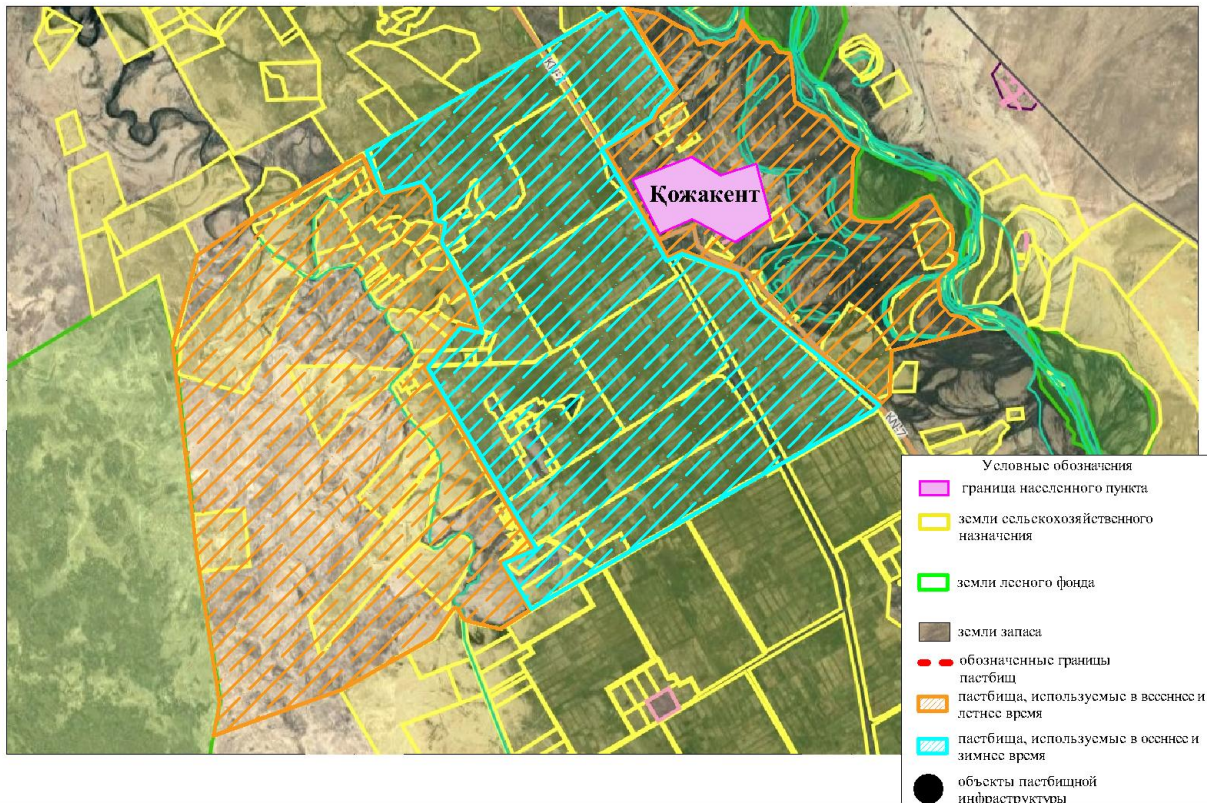 Қожакент
Условные обозначения
граница населенного пункта
земли сельскохозяйственного
назначения
земли лесного фонда
земли запаса
обозначенные границы
пастбищ
пастбища, используемые в весеннее и
летнее время
пастбища, используемые в осеннее и
зимнее время
объекты пастбищной
инфраструктуры